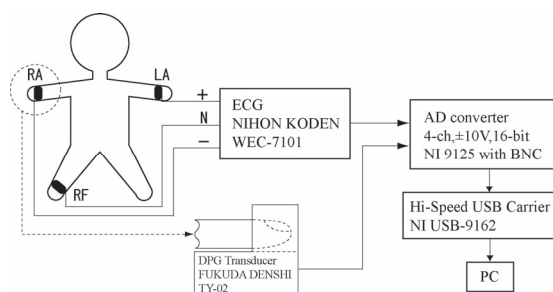 RA
LA
RF
+
N
−
ECG
NIHON KODEN
WEC-7101
AD converter
4-ch,±10V,16-bit
NI 9125 with BNC
Hi-Speed USB Carrier
NI USB-9162
PC
DPG Transducer
FUKUDA DENSHI
TY-02